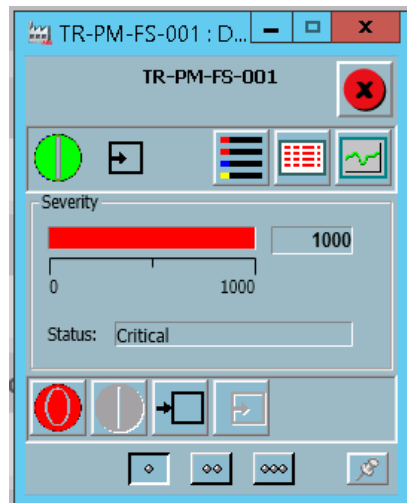 TR-PM-FS-001 : D...
TR-PM-FS-001
Severity
1000
0 1000
Status: Critical